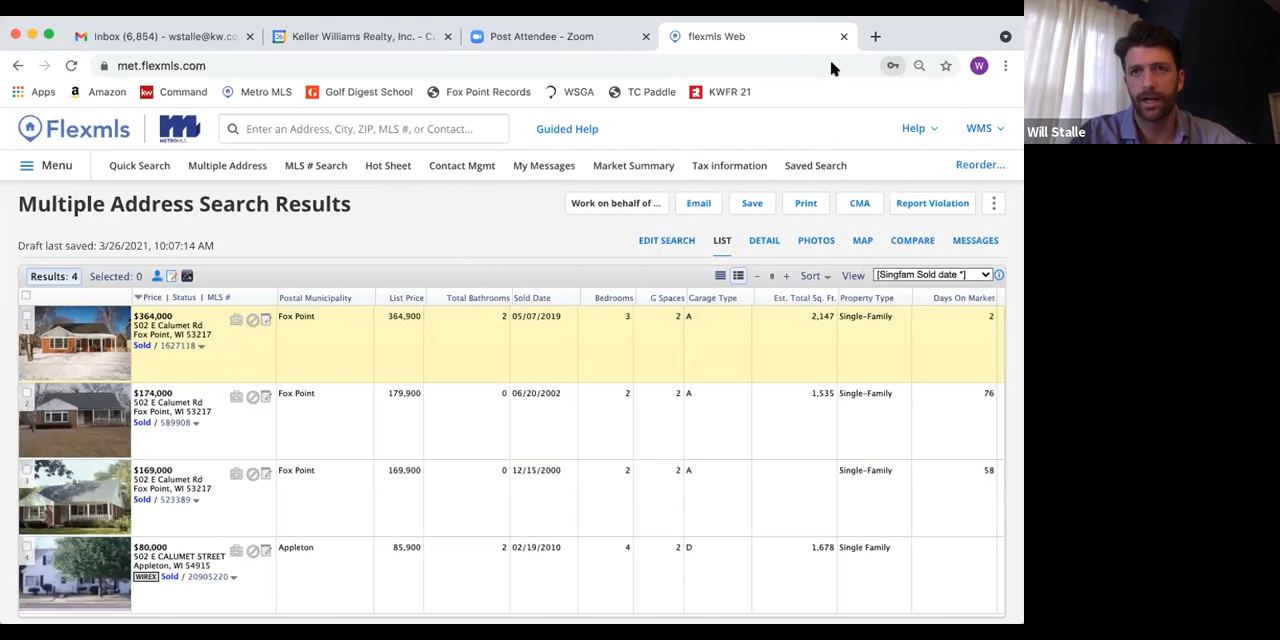 Inbox (6,854) - wstalle@kw.co
Keller Williams Realty, Inc. - C
Post Attendee - Zoom
flexmls Web
met.flexmls.com
W
Apps
Amazon
kw Command
Metro MLS
Golf Digest School
Fox Point Records
WSGA
TC Paddle
KWFR 21
Will Stalle
Flexmls
METROMLS
Enter an Address, City, ZIP, MLS #, or Contact...
Guided Help
Help
WMS
Menu
Quick Search
Multiple Address
MLS # Search
Hot Sheet
Contact Mgmt
My Messages
Market Summary
Tax information
Saved Search
Reorder...
Multiple Address Search Results
Work on behalf of ...
Email
Save
Print
CMA
Report Violation
Draft last saved: 3/26/2021, 10:07:14 AM
EDIT SEARCH
LIST
DETAIL
PHOTOS
MAP
COMPARE
MESSAGES
Results: 4
Selected: 0
- 8 +
Sort
View
[Singfam Sold date *]
Price | Status | MLS # Postal Municipality List Price Total Bathrooms Sold Date Bedrooms G Spaces Garage Type Est. Total Sq. Ft. Property Type Days On Market
1
$364,000 Fox Point 364,900 2 05/07/2019 3 2 A 2,147 Single-Family 2
502 E Calumet Rd
Fox Point, WI 53217
Sold / 1627118
2
$174,000 Fox Point 179,900 0 06/20/2002 2 2 A 1,535 Single-Family 76
502 E Calumet Rd
Fox Point, WI 53217
Sold / 589908
3
$169,000 Fox Point 169,900 0 12/15/2000 2 2 A Single-Family 58
502 E Calumet Rd
Fox Point, WI 53217
Sold / 523389
4
$80,000 Appleton 85,900 2 02/19/2010 4 2 D 1,678 Single Family
502 E CALUMET STREET
Appleton, WI 54915
WIREX Sold / 20905220